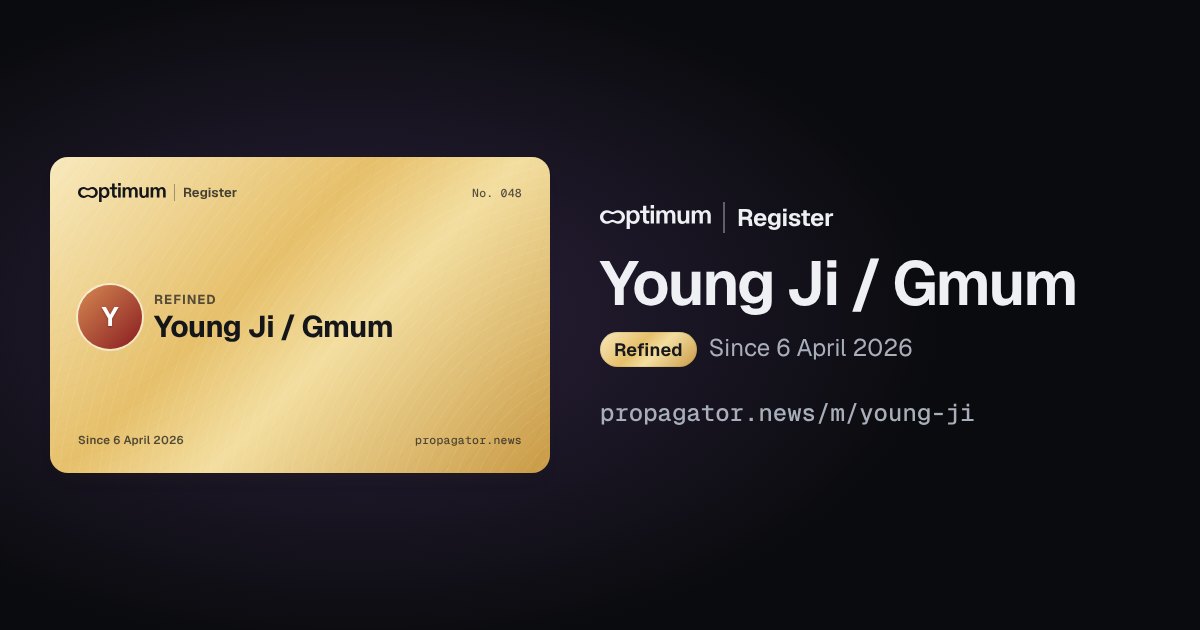 optimum | Register
No. 048
Y
REFINED
Young Ji / Gmum
Since 6 April 2026
propagator.news
optimum | Register
Young Ji / Gmum
Refined
Since 6 April 2026
propagator.news/m/young-ji